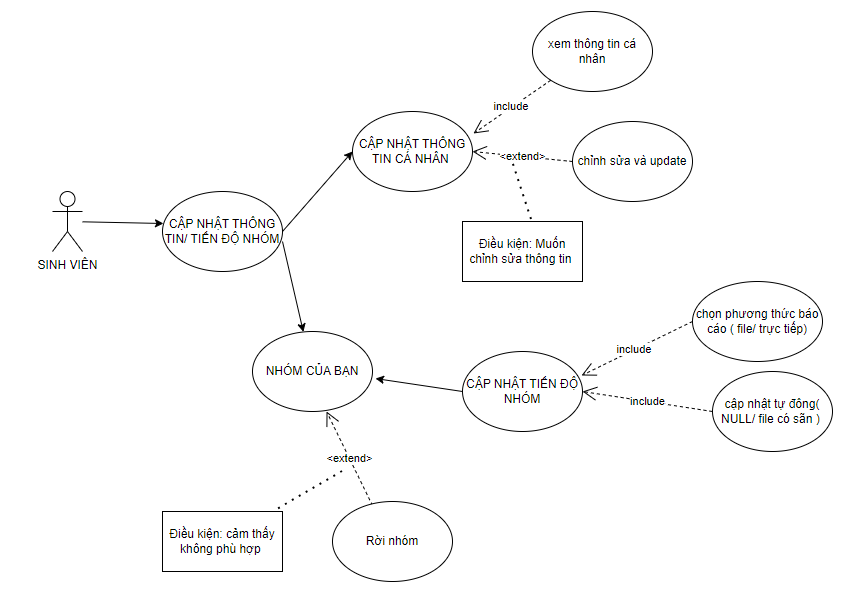 xem thông tin cá
nhân
include
CẬP NHẬT THÔNG
TIN CÁ NHÂN
<extend>
chỉnh sửa và update
CẬP NHẬT THÔNG
TIN/ TIẾN ĐỘ NHÓM
SINH VIÊN
Điều kiện: Muốn
chỉnh sửa thông tin
chọn phương thức báo
cáo ( file/ trực tiếp)
include
NHÓM CỦA BẠN
CẬP NHẬT TIẾN ĐỘ
NHÓM
include
cập nhật tự đông(
NULL/ file có sẵn )
<extend>
Điều kiện: cảm thấy
không phù hợp
Rời nhóm